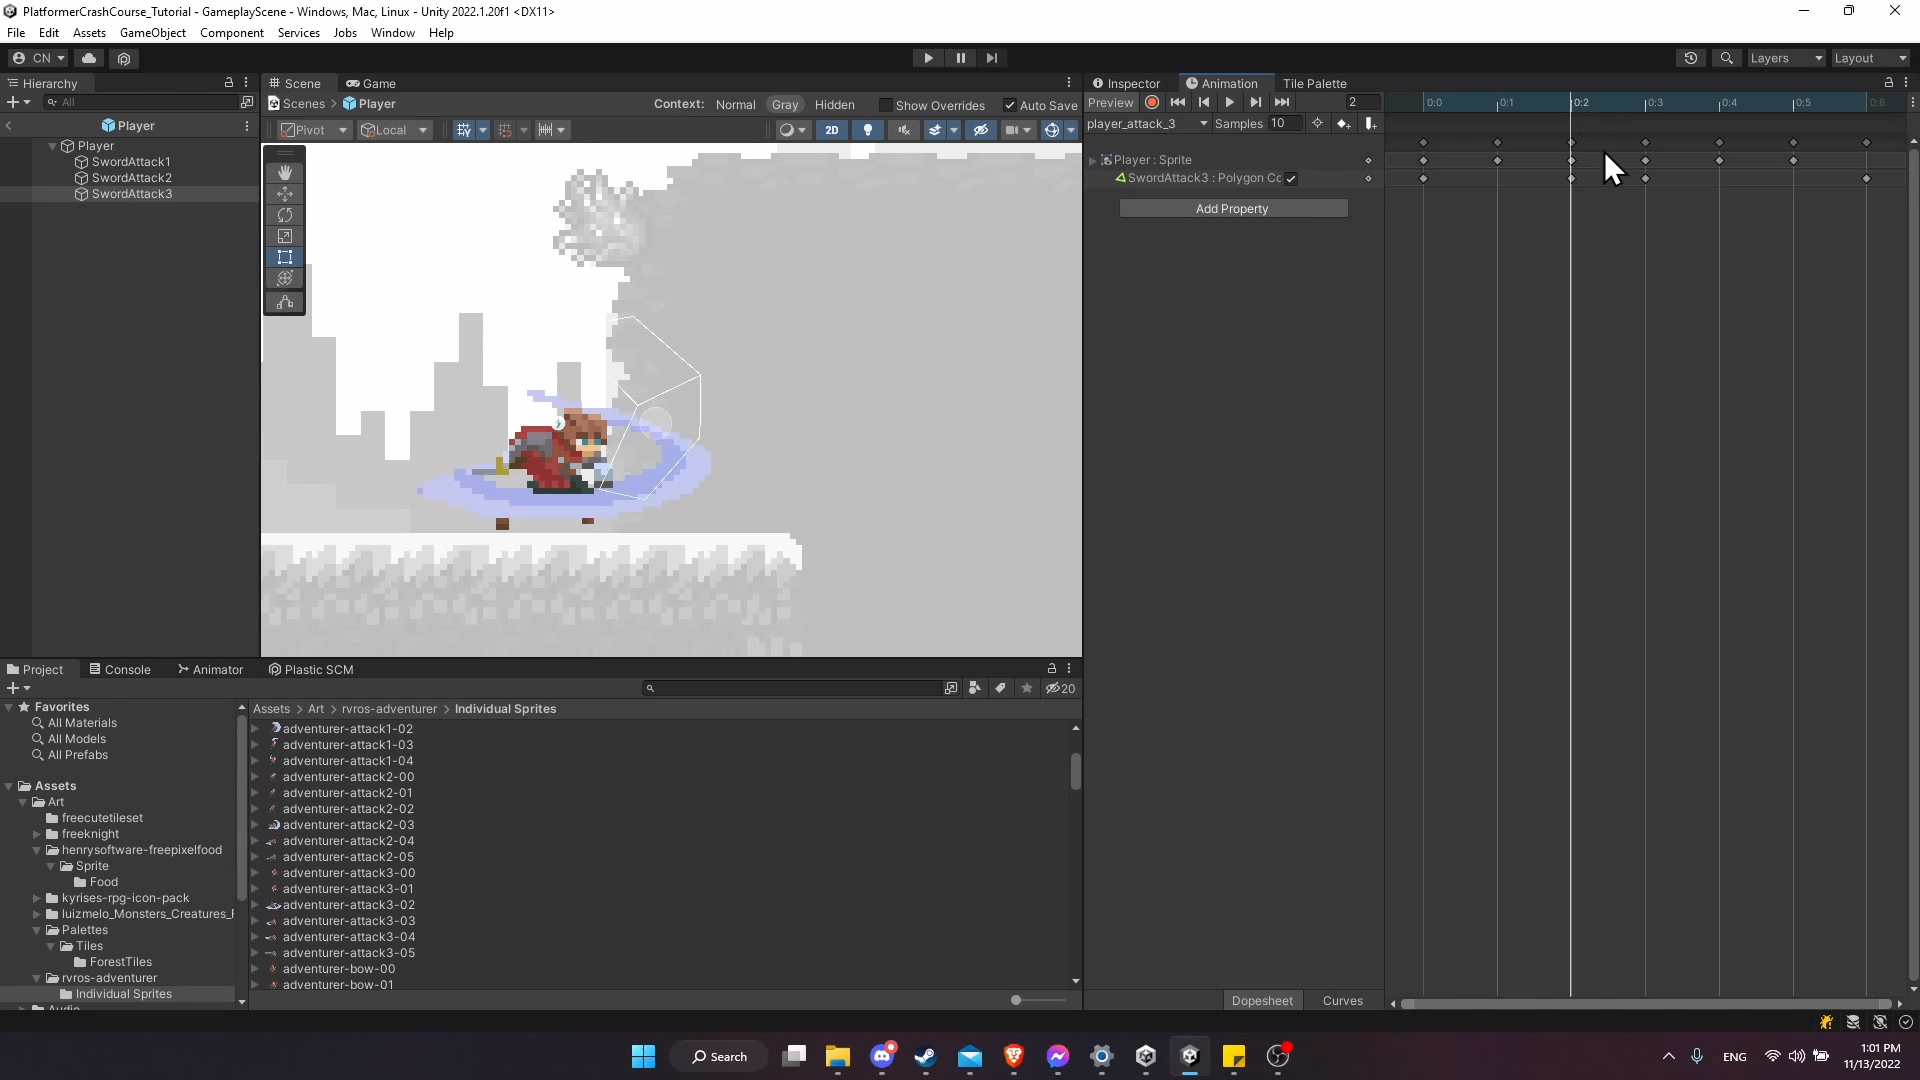 PlatformerCrashCourse_Tutorial - GameplayScene - Windows, Mac, Linux - Unity 2022.1.20f1 <DX11>
File Edit Assets GameObject Component Services Jobs Window Help
CN
Layers
Layout
Hierarchy
All
Player
Player
SwordAttack1
SwordAttack2
SwordAttack3
Scene
Game
Scenes > Player
Context: Normal Gray Hidden
Show Overrides
Auto Save
Pivot
Local
2D
Inspector
Animation
Tile Palette
Preview
2
player_attack_3
Samples 10
0:0 0:1 0:2 0:3 0:4 0:5 0:6
Player : Sprite
SwordAttack3 : Polygon Cc
Add Property
Dopesheet
Curves
Project
Console
Animator
Plastic SCM
20
Favorites
All Materials
All Models
All Prefabs
Assets
Art
freecutetileset
freeknight
henrysoftware-freepixelfood
Sprite
Food
kyrises-rpg-icon-pack
luizmelo_Monsters_Creatures_F
Palettes
Tiles
ForestTiles
rvros-adventurer
Individual Sprites
Audio
Assets > Art > rvros-adventurer > Individual Sprites
adventurer-attack1-02
adventurer-attack1-03
adventurer-attack1-04
adventurer-attack2-00
adventurer-attack2-01
adventurer-attack2-02
adventurer-attack2-03
adventurer-attack2-04
adventurer-attack2-05
adventurer-attack3-00
adventurer-attack3-01
adventurer-attack3-02
adventurer-attack3-03
adventurer-attack3-04
adventurer-attack3-05
adventurer-bow-00
adventurer-bow-01
Search
ENG
1:01 PM
11/13/2022